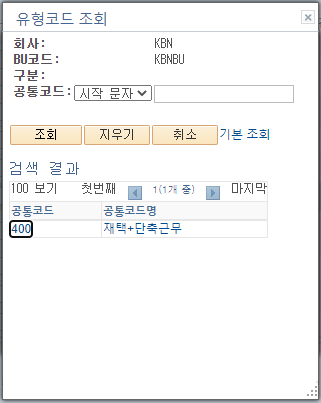 유형코드 조회
회사: KBN
BU코드: KBNBU
구분:
공통코드: 시작 문자
조회 지우기 취소 기본 조회
검색 결과
100 보기 첫번째 1(1개 중) 마지막
공통코드 공통코드명
400 재택+단축근무